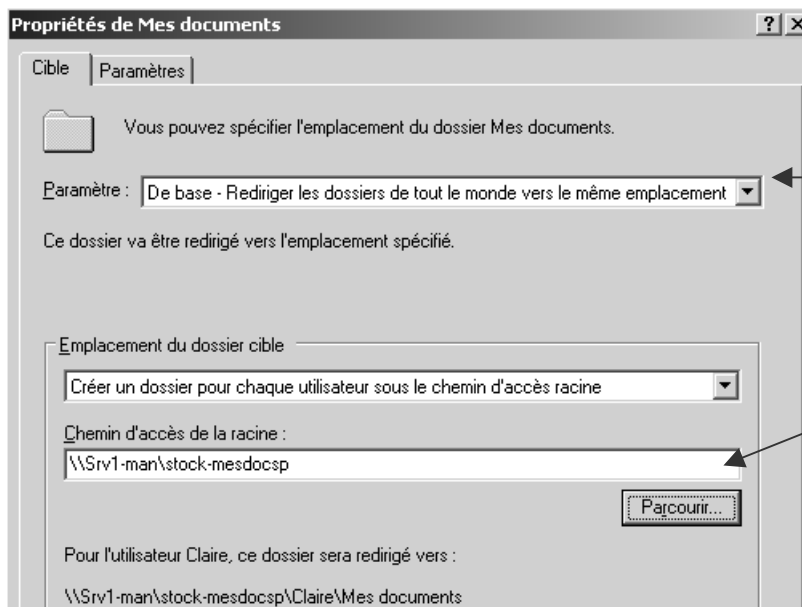 Propriétés de Mes documents
Cible Paramètres
Vous pouvez spécifier l'emplacement du dossier Mes documents.
Paramètre : De base - Rediriger les dossiers de tout le monde vers le même emplacement
Ce dossier va être redirigé vers l'emplacement spécifié.
Emplacement du dossier cible
Créer un dossier pour chaque utilisateur sous le chemin d'accès racine
Chemin d'accès de la racine :
\\Srv1-man\stock-mesdocsp
Parcourir...
Pour l'utilisateur Claire, ce dossier sera redirigé vers :
\\Srv1-man\stock-mesdocsp\Claire\Mes documents